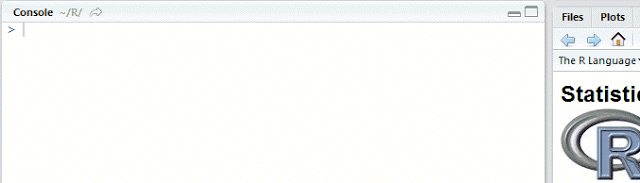 Console ~/R/
>
Files Plots
The R Language
Statisti
R